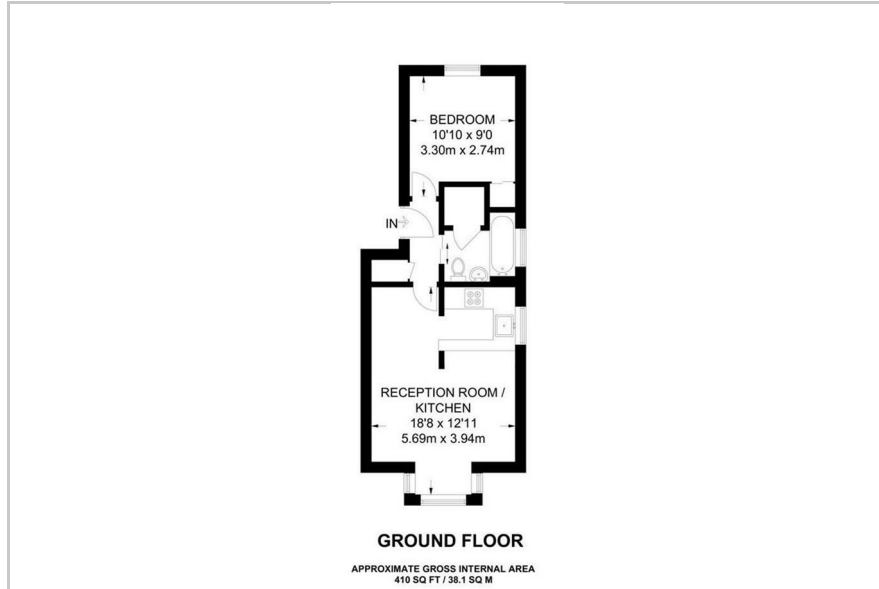 BEDROOM
10'10 x 9'0
3.30m x 2.74m
IN
RECEPTION ROOM /
KITCHEN
18'8 x 12'11
5.69m x 3.94m
GROUND FLOOR
APPROXIMATE GROSS INTERNAL AREA
410 SQ FT / 38.1 SQ M